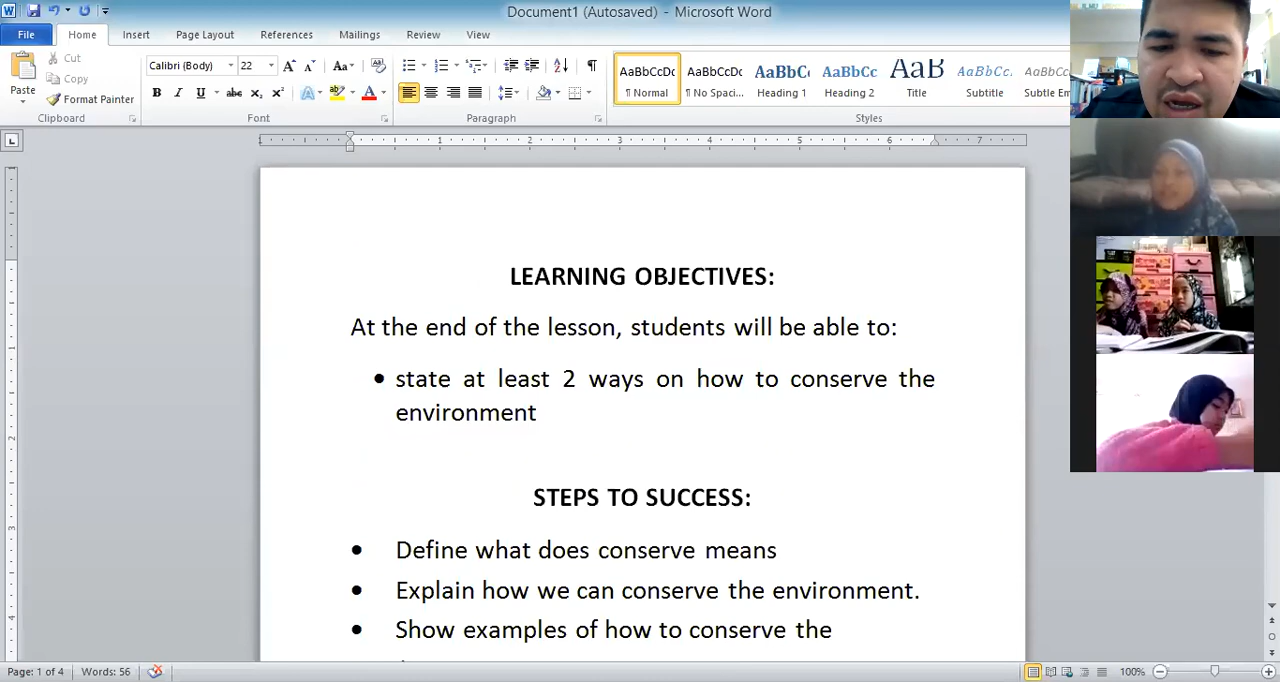 Document1 (Autosaved) - Microsoft Word
File Home Insert Page Layout References Mailings Review View
Cut
Copy
Format Painter
Paste
Calibri (Body) 22
AaBbCcDc AaBbCcDc AaBbC AaBbCc AaB AaBbCc. AaBbCc
¶ Normal ¶ No Spaci... Heading 1 Heading 2 Title Subtitle Subtle Em
Clipboard Font Paragraph Styles
LEARNING OBJECTIVES:
At the end of the lesson, students will be able to:
• state at least 2 ways on how to conserve the
environment
STEPS TO SUCCESS:
• Define what does conserve means
• Explain how we can conserve the environment.
• Show examples of how to conserve the
Page: 1 of 4 Words: 56 100%